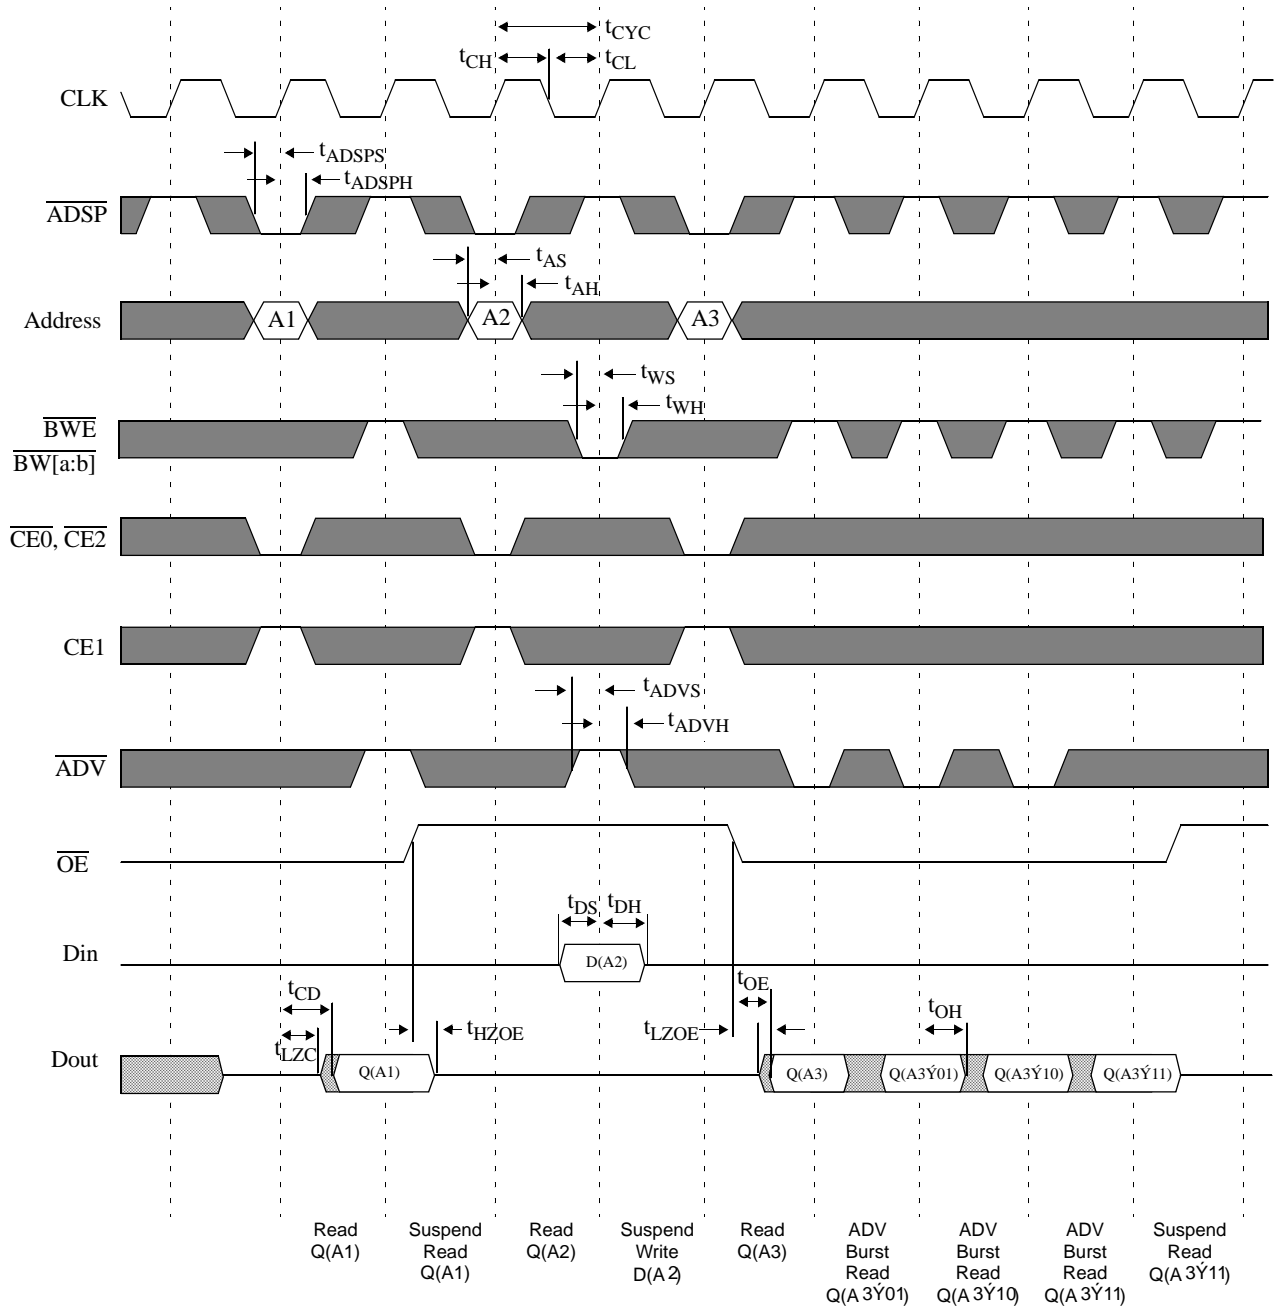 tCYC
tCH
tCL
CLK
tADSPS
tADSPH
ADSP
tAS
tAH
Address
A1
A2
A3
tWS
tWH
BWE
BW[a:b]
CE0, CE2
CE1
tADVS
tADVH
ADV
OE
tDS
tDH
Din
D(A2)
tCD
tOE
tOH
tLZC
tHZOE
tLZOE
Dout
Q(A1)
Q(A3)
Q(A3Ý01)
Q(A3Ý10)
Q(A3Ý11)
Read
Q(A1)
Suspend
Read
Q(A1)
Read
Q(A2)
Suspend
Write
D(A2)
Read
Q(A3)
ADV
Burst
Read
Q(A3Ý01)
ADV
Burst
Read
Q(A3Ý10)
ADV
Burst
Read
Q(A3Ý11)
Suspend
Read
Q(A3Ý11)